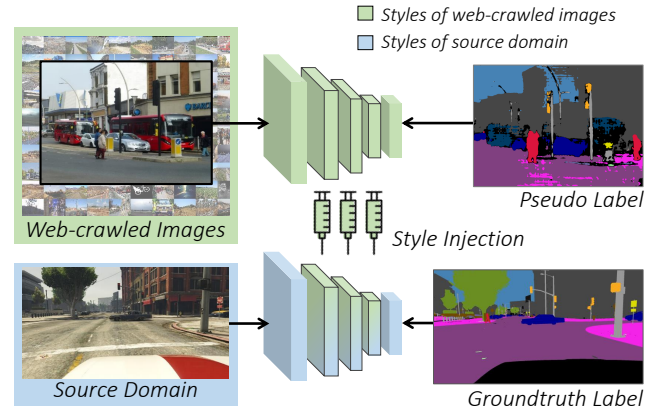 Styles of web-crawled images
Styles of source domain
BARCLAYS
Web-crawled Images
Pseudo Label
Style Injection
Source Domain
Groundtruth Label